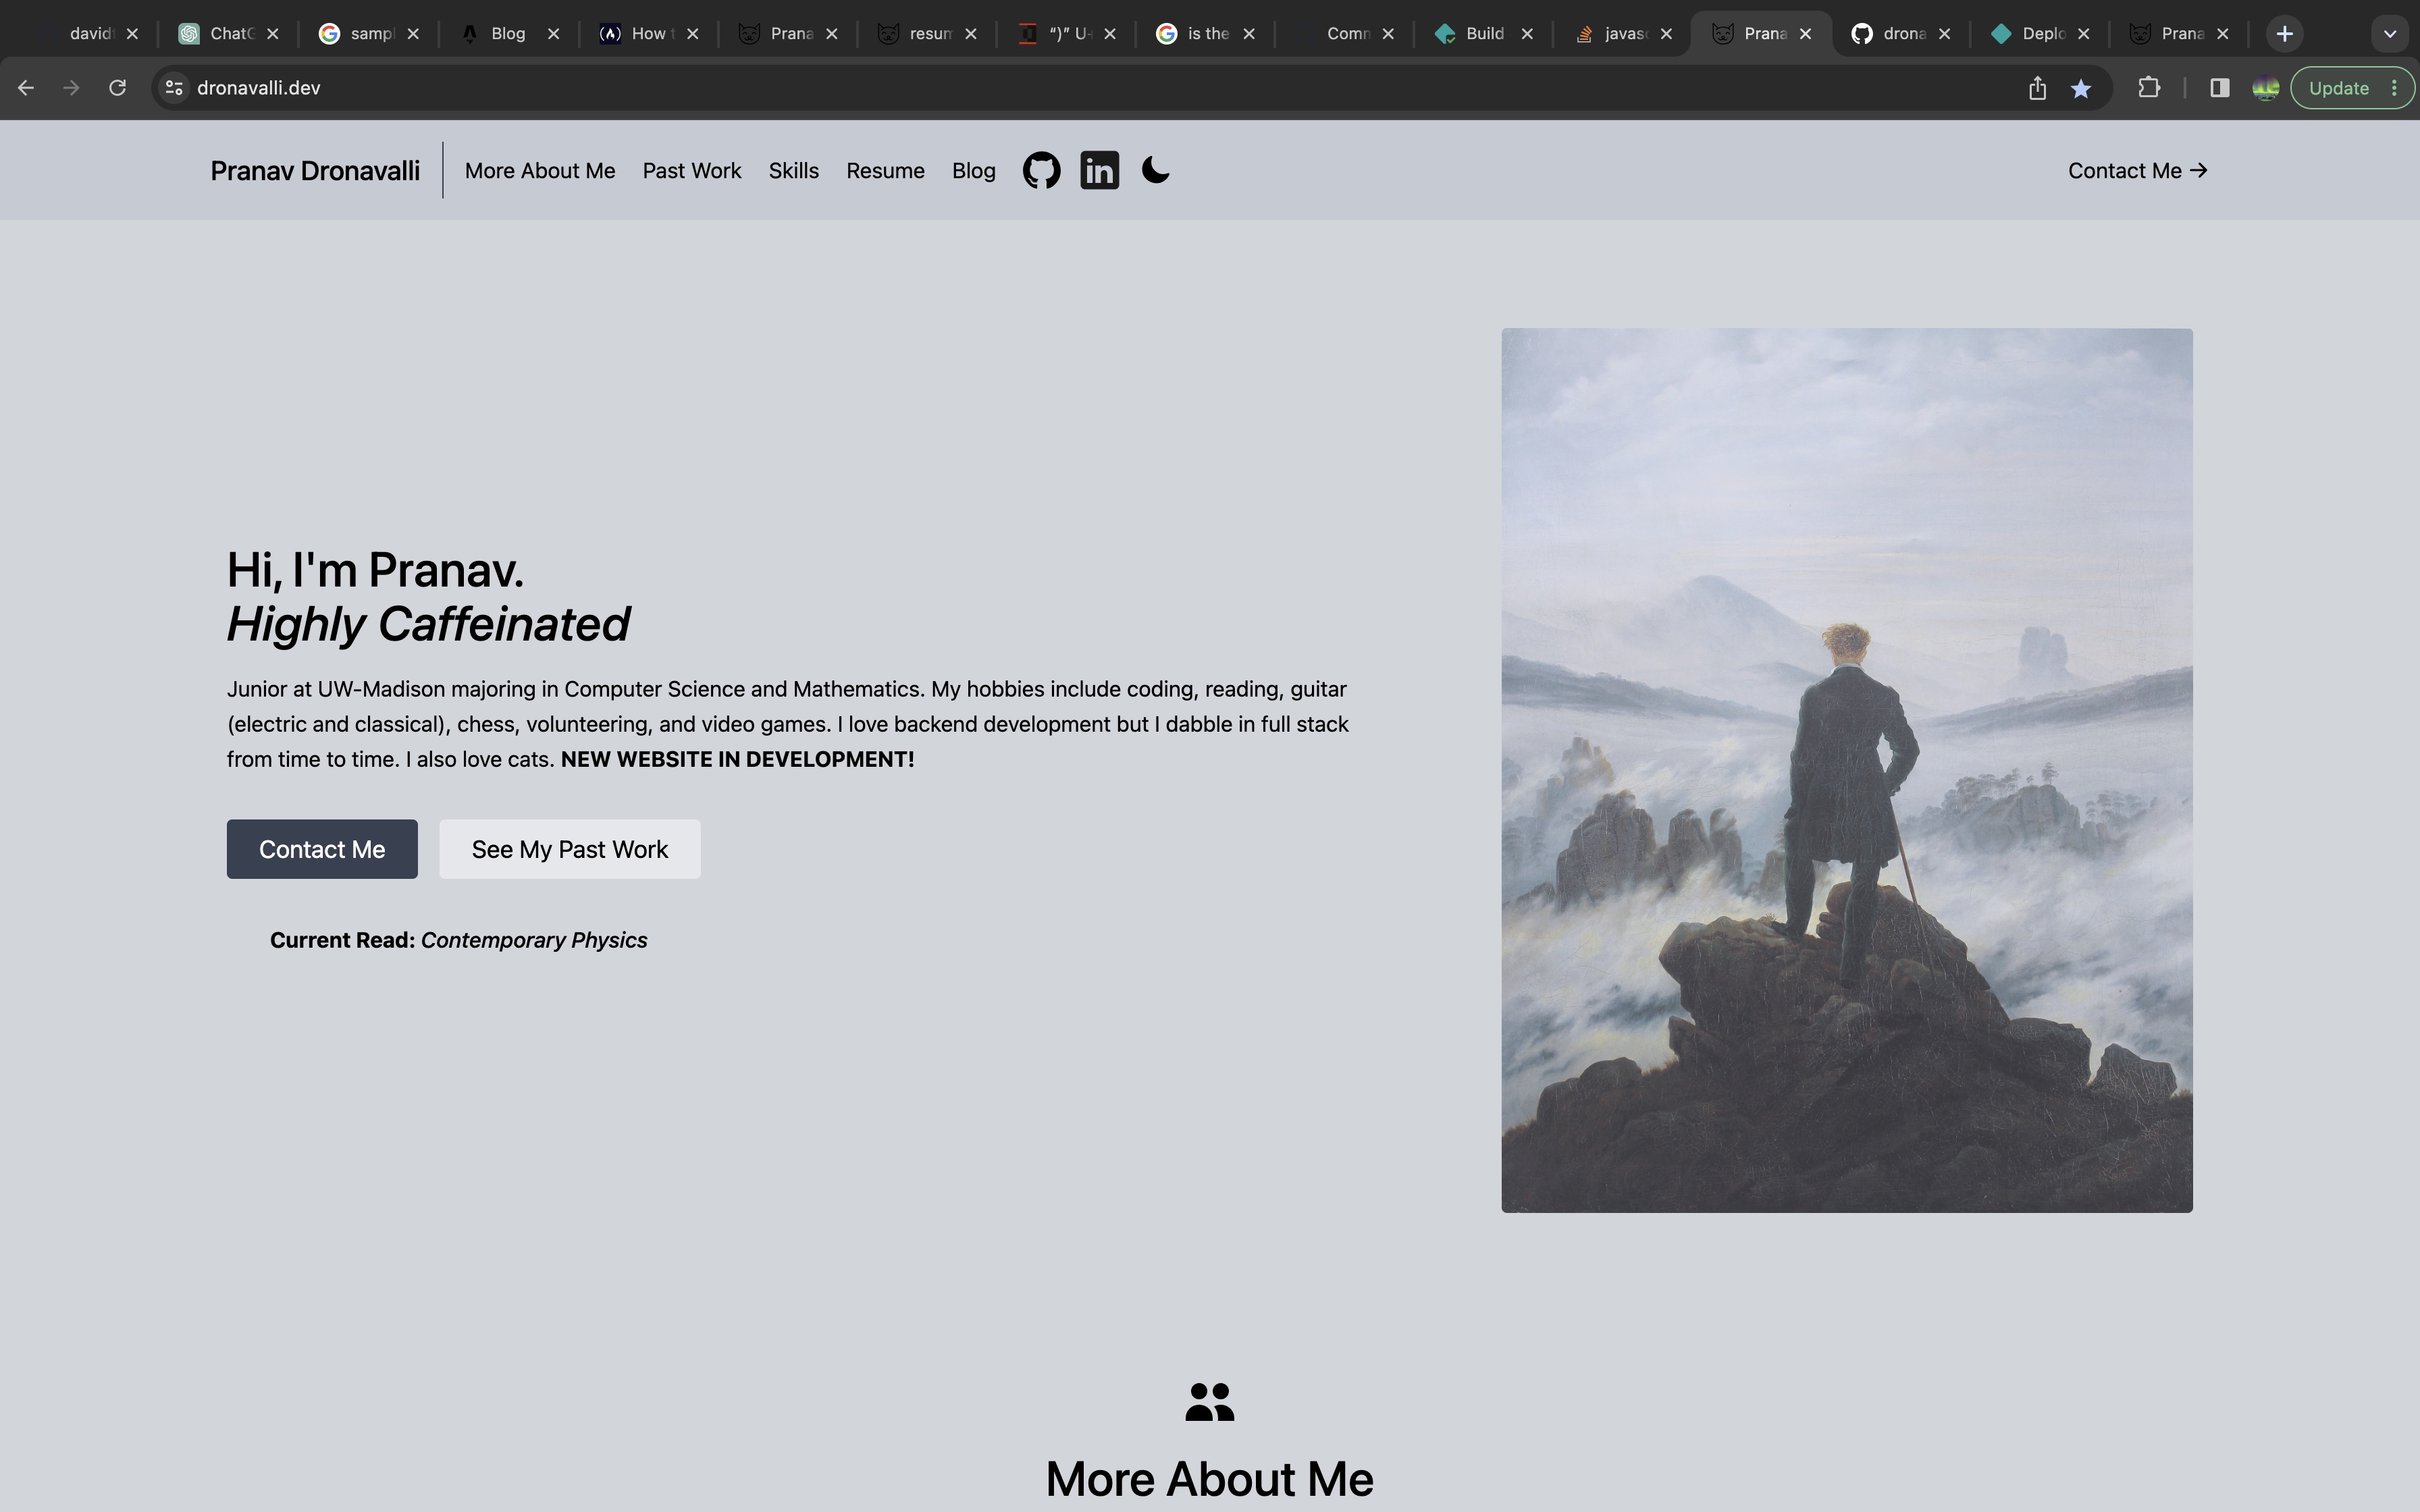 david
ChatG
sampl
Blog
How t
Prana
resum
“)” U
is the
Comn
Build
javas
Prana
drona
Deplo
Prana
dronavalli.dev
Update
Pranav Dronavalli
More About Me
Past Work
Skills
Resume
Blog
in
Contact Me →
Hi, I'm Pranav.
Highly Caffeinated
Junior at UW-Madison majoring in Computer Science and Mathematics. My hobbies include coding, reading, guitar
(electric and classical), chess, volunteering, and video games. I love backend development but I dabble in full stack
from time to time. I also love cats. NEW WEBSITE IN DEVELOPMENT!
Contact Me
See My Past Work
Current Read: Contemporary Physics
More About Me